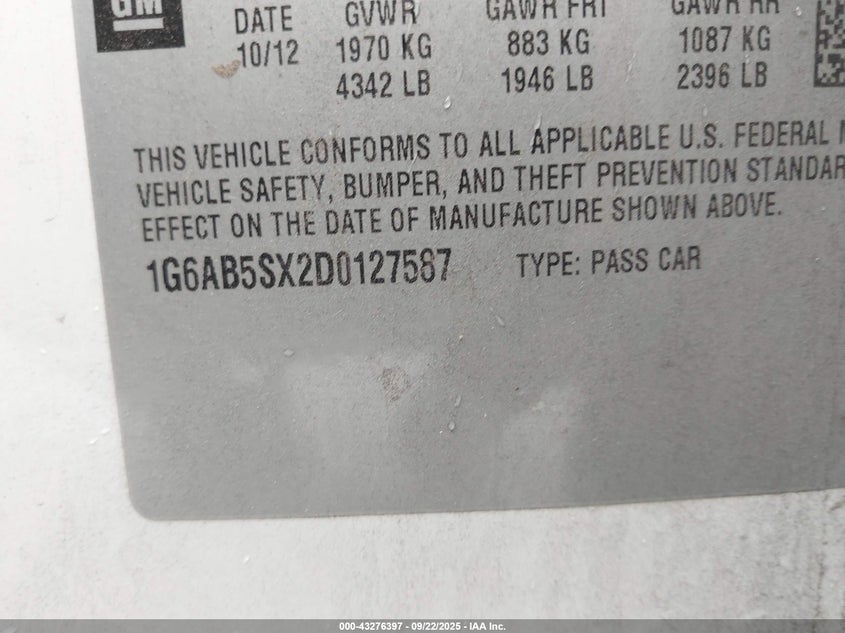 GM
DATE GVWR GAWR FRT GAWR RR
10/12 1970 KG 883 KG 1087 KG
4342 LB 1946 LB 2396 LB
THIS VEHICLE CONFORMS TO ALL APPLICABLE U.S. FEDERAL M
VEHICLE SAFETY, BUMPER, AND THEFT PREVENTION STANDAR
EFFECT ON THE DATE OF MANUFACTURE SHOWN ABOVE.
1G6AB5SX2D0127587 TYPE: PASS CAR
000-43276397 - 09/22/2025 - IAA Inc.